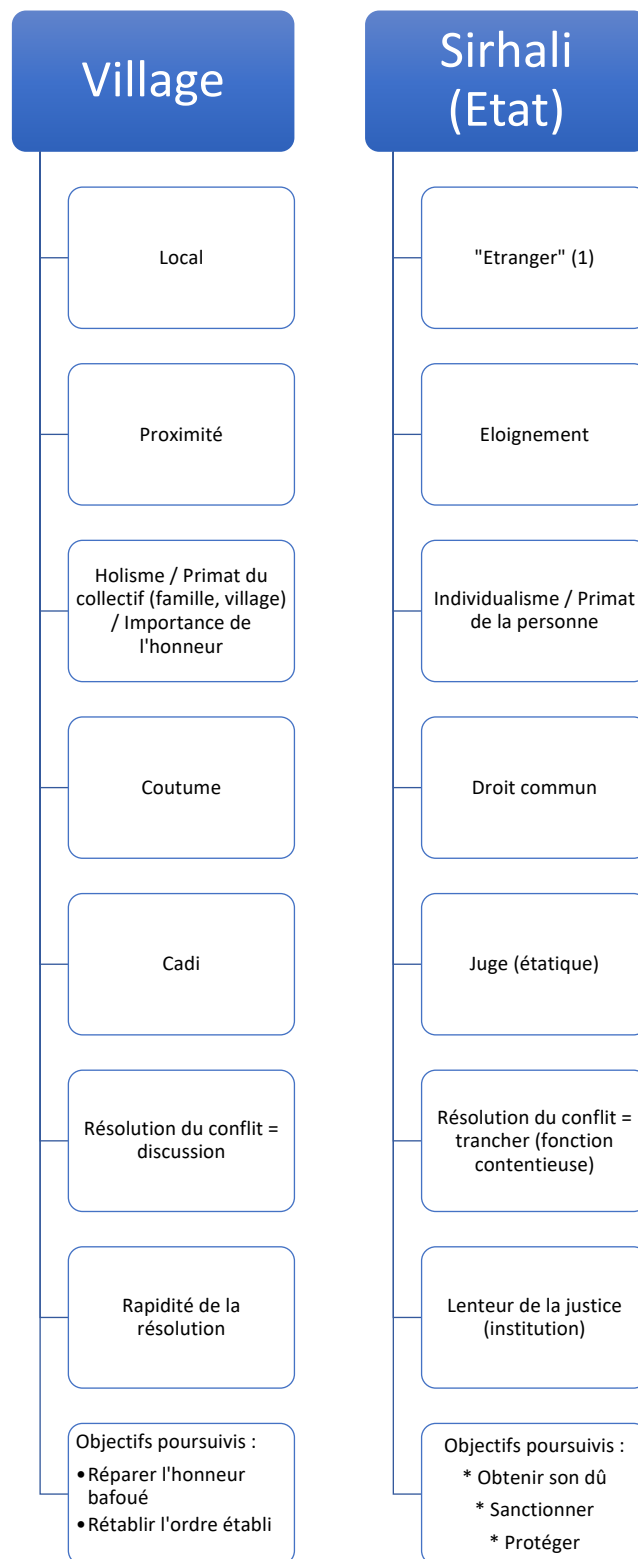 Village
Local
Proximité
Holisme / Primat du
collectif (famille, village)
/ Importance de
l'honneur
Coutume
Cadi
Résolution du conflit =
discussion
Rapidité de la
résolution
Objectifs poursuivis :
•Réparer l'honneur
bafoué
•Rétablir l'ordre établi
Sirhali
(Etat)
"Etranger" (1)
Eloignement
Individualisme / Primat
de la personne
Droit commun
Juge (étatique)
Résolution du conflit =
trancher (fonction
contentieuse)
Lenteur de la justice
(institution)
Objectifs poursuivis :
* Obtenir son dû
* Sanctionner
* Protéger